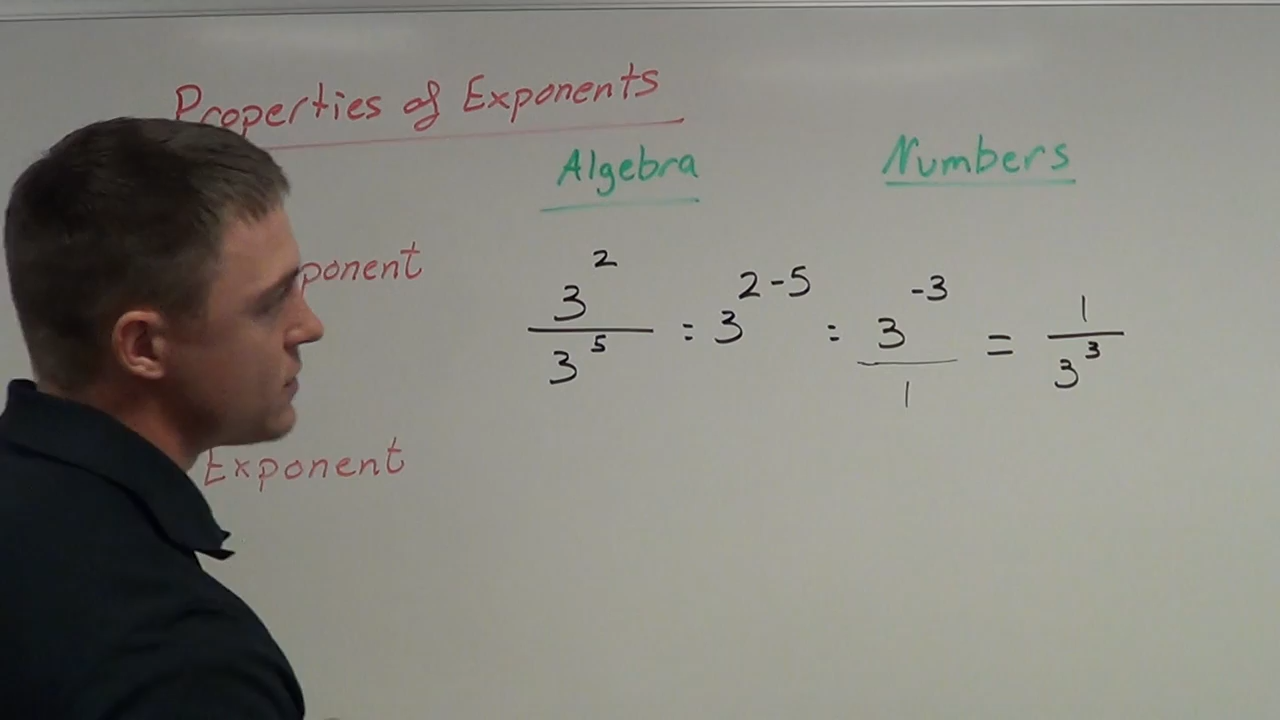 Properties of Exponents
Algebra Numbers
ponent
3^2/3^5 = 3^(2-5) = 3^(-3)/1 = 1/3^3
Exponent